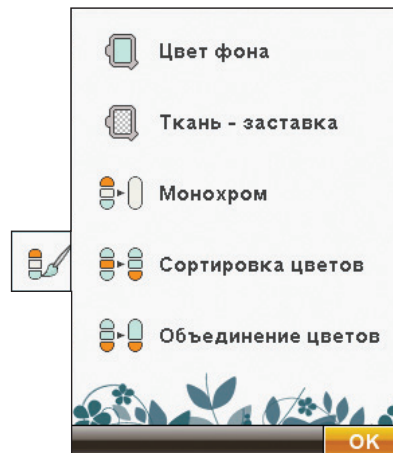 Цвет фона
Ткань - заставка
Монохром
Сортировка цветов
Объединение цветов
OK